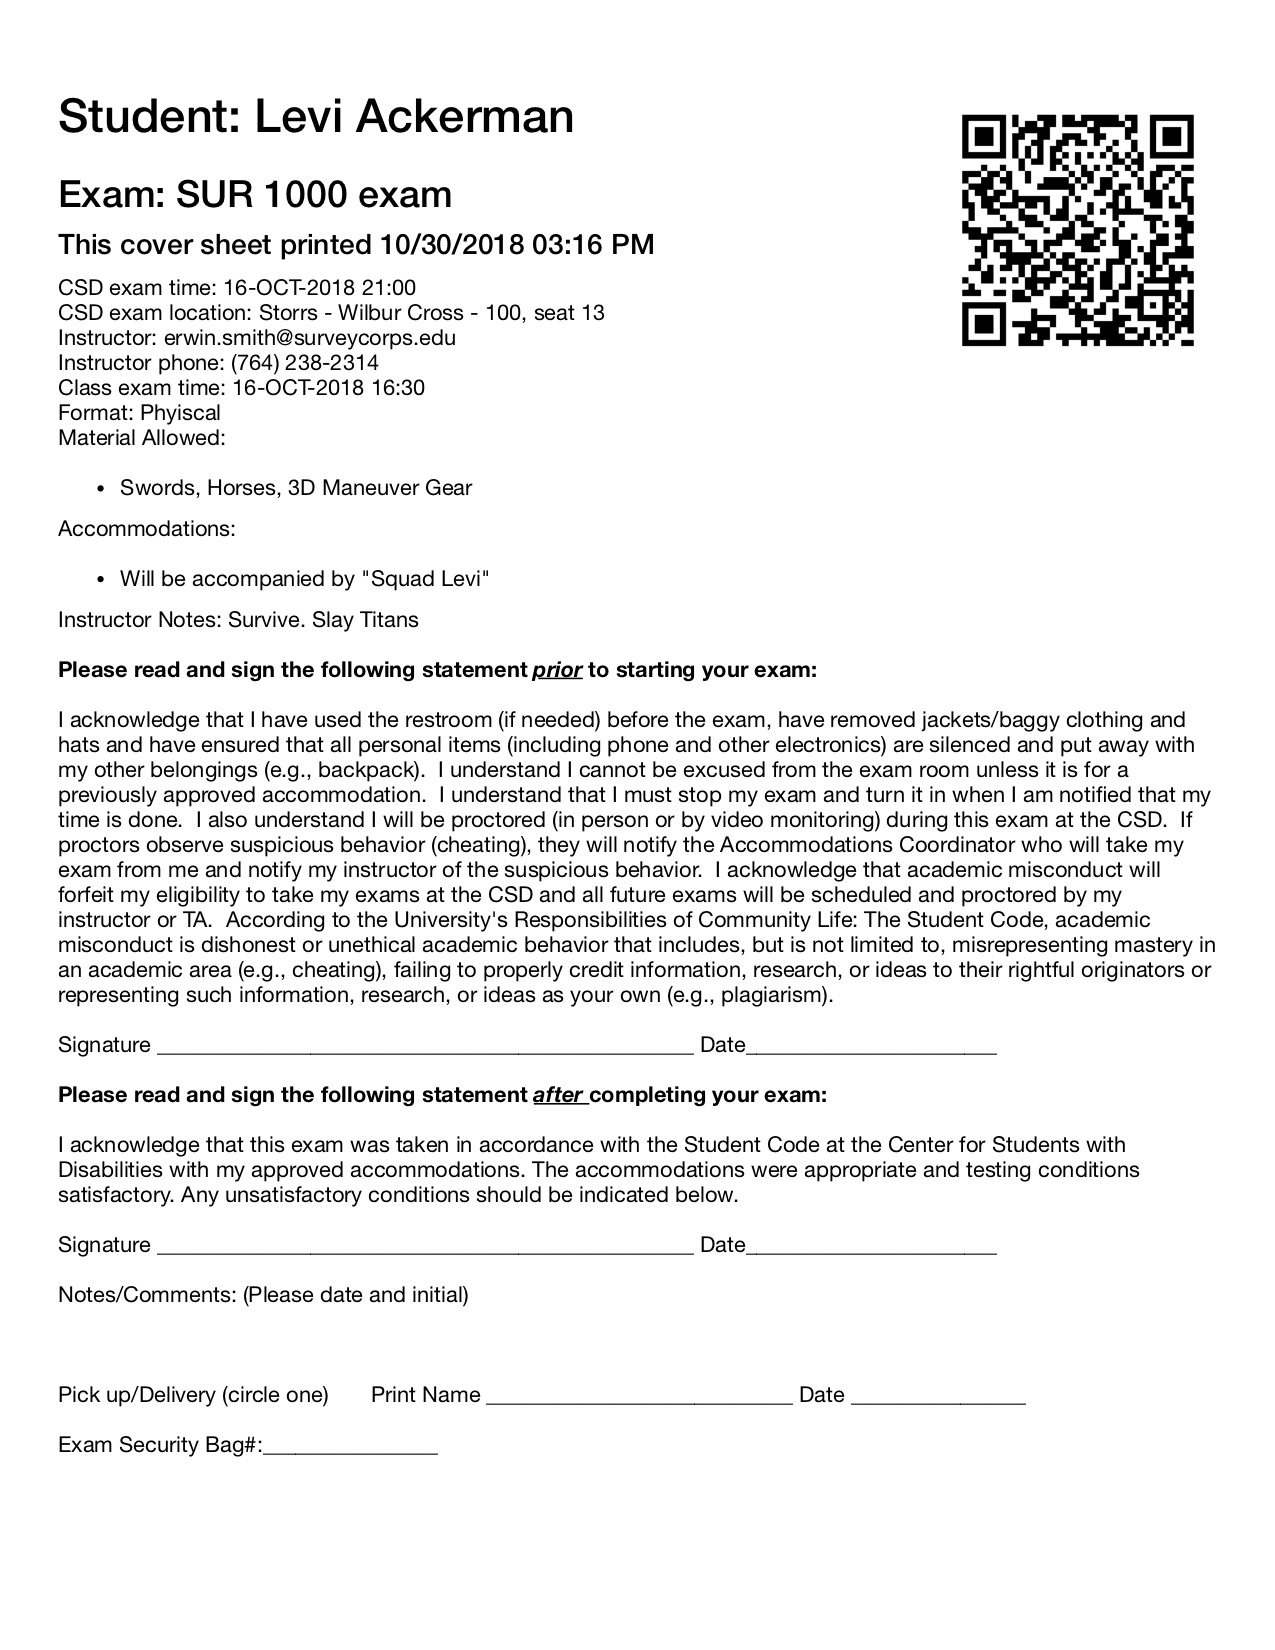 Student: Levi Ackerman
Exam: SUR 1000 exam
This cover sheet printed 10/30/2018 03:16 PM
CSD exam time: 16-OCT-2018 21:00
CSD exam location: Storrs - Wilbur Cross - 100, seat 13
Instructor: erwin.smith@surveycorps.edu
Instructor phone: (764) 238-2314
Class exam time: 16-OCT-2018 16:30
Format: Phyiscal
Material Allowed:
• Swords, Horses, 3D Maneuver Gear
Accommodations:
• Will be accompanied by "Squad Levi"
Instructor Notes: Survive. Slay Titans
Please read and sign the following statement prior to starting your exam:
I acknowledge that I have used the restroom (if needed) before the exam, have removed jackets/baggy clothing and
hats and have ensured that all personal items (including phone and other electronics) are silenced and put away with
my other belongings (e.g., backpack).  I understand I cannot be excused from the exam room unless it is for a
previously approved accommodation.  I understand that I must stop my exam and turn it in when I am notified that my
time is done.  I also understand I will be proctored (in person or by video monitoring) during this exam at the CSD.  If
proctors observe suspicious behavior (cheating), they will notify the Accommodations Coordinator who will take my
exam from me and notify my instructor of the suspicious behavior.  I acknowledge that academic misconduct will
forfeit my eligibility to take my exams at the CSD and all future exams will be scheduled and proctored by my
instructor or TA.  According to the University's Responsibilities of Community Life: The Student Code, academic
misconduct is dishonest or unethical academic behavior that includes, but is not limited to, misrepresenting mastery in
an academic area (e.g., cheating), failing to properly credit information, research, or ideas to their rightful originators or
representing such information, research, or ideas as your own (e.g., plagiarism).
Signature ____________________________________________ Date____________________
Please read and sign the following statement after completing your exam:
I acknowledge that this exam was taken in accordance with the Student Code at the Center for Students with
Disabilities with my approved accommodations. The accommodations were appropriate and testing conditions
satisfactory. Any unsatisfactory conditions should be indicated below.
Signature ____________________________________________ Date____________________
Notes/Comments: (Please date and initial)
Pick up/Delivery (circle one) Print Name _________________________ Date ______________
Exam Security Bag#:______________